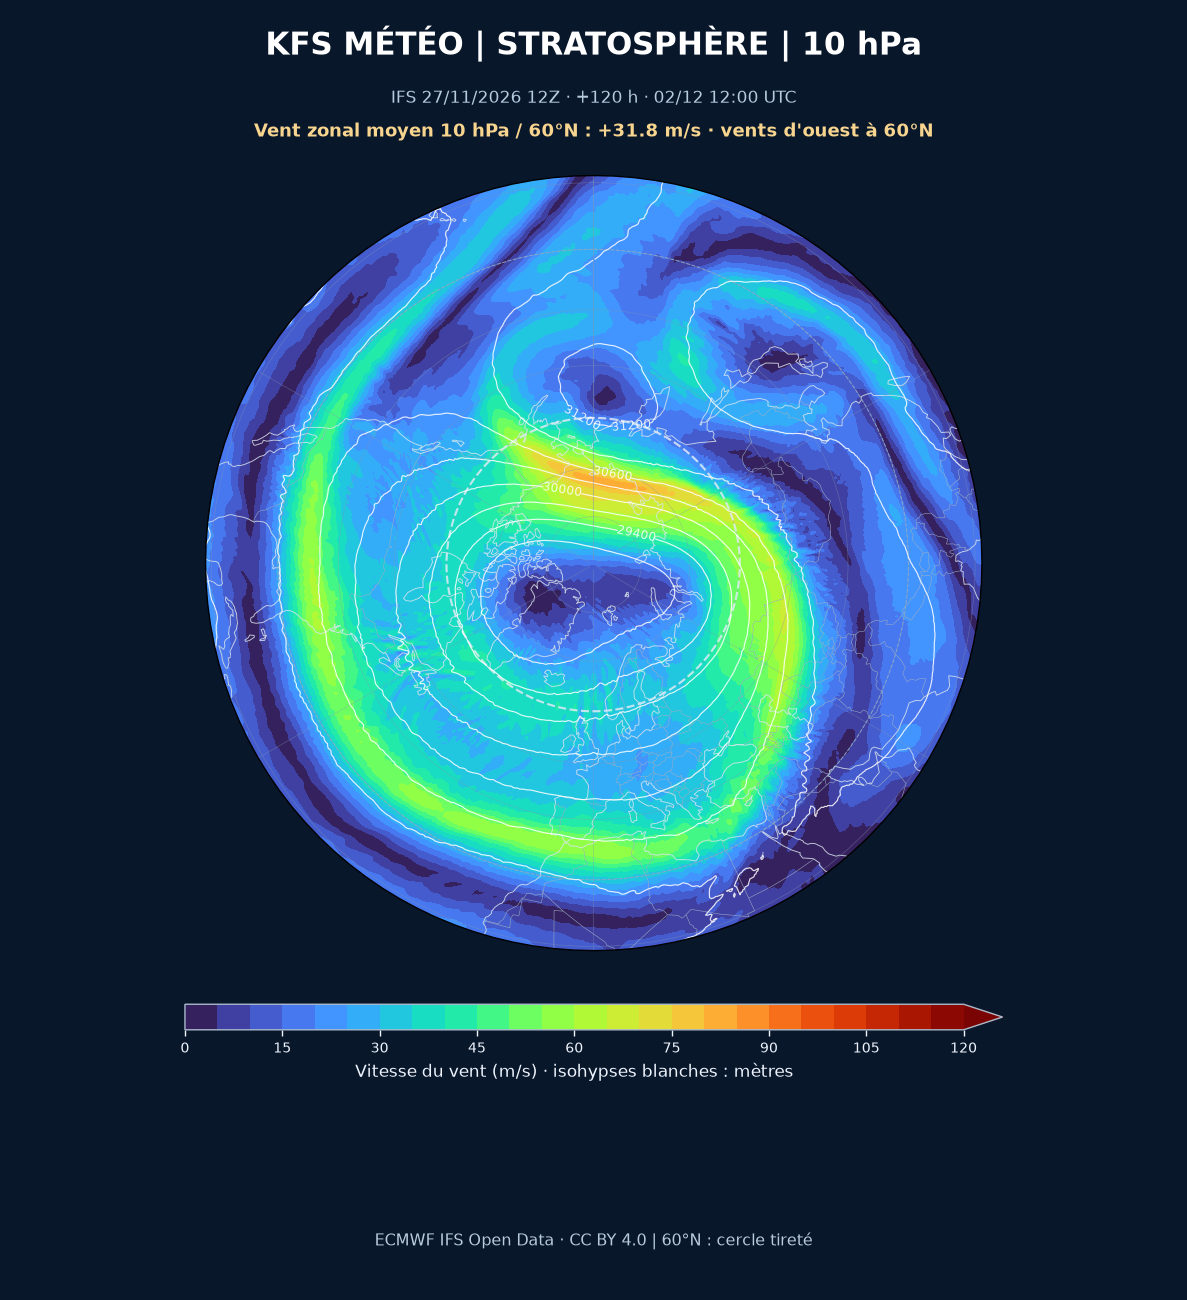 KFS MÉTÉO | STRATOSPHÈRE | 10 hPa
IFS 27/11/2026 12Z · +120 h · 02/12 12:00 UTC
Vent zonal moyen 10 hPa / 60°N : +31.8 m/s · vents d'ouest à 60°N
31200
31200
30600
30000
29400
0 15 30 45 60 75 90 105 120
Vitesse du vent (m/s) · isohypses blanches : mètres
ECMWF IFS Open Data · CC BY 4.0 | 60°N : cercle tireté